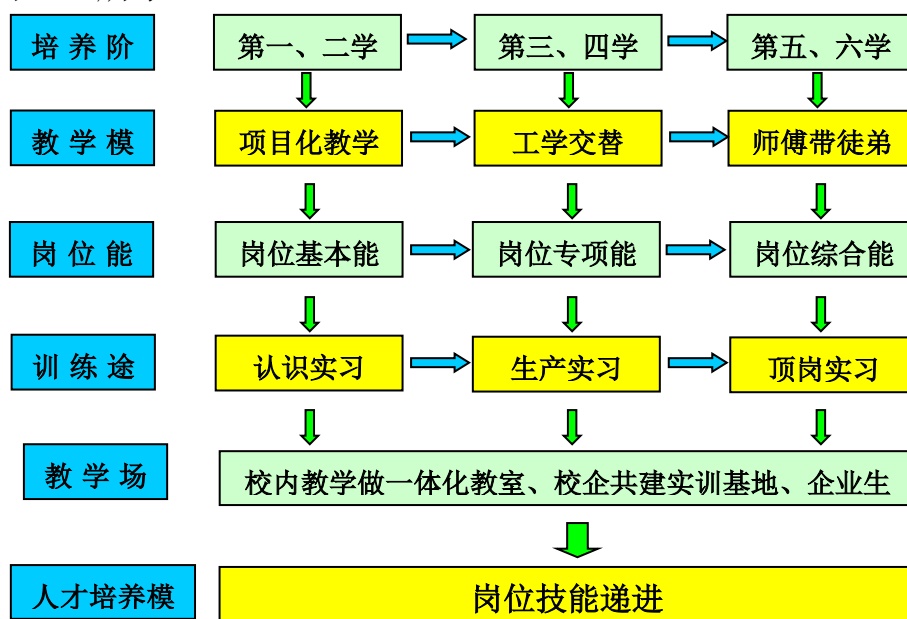 培 养 阶 第一、二学 第三、四学 第五、六学
教 学 模 项目化教学 工学交替 师傅带徒弟
岗 位 能 岗位基本能 岗位专项能 岗位综合能
训 练 途 认识实习 生产实习 顶岗实习
教 学 场 校内教学做一体化教室、校企共建实训基地、企业生
人才培养模 岗位技能递进